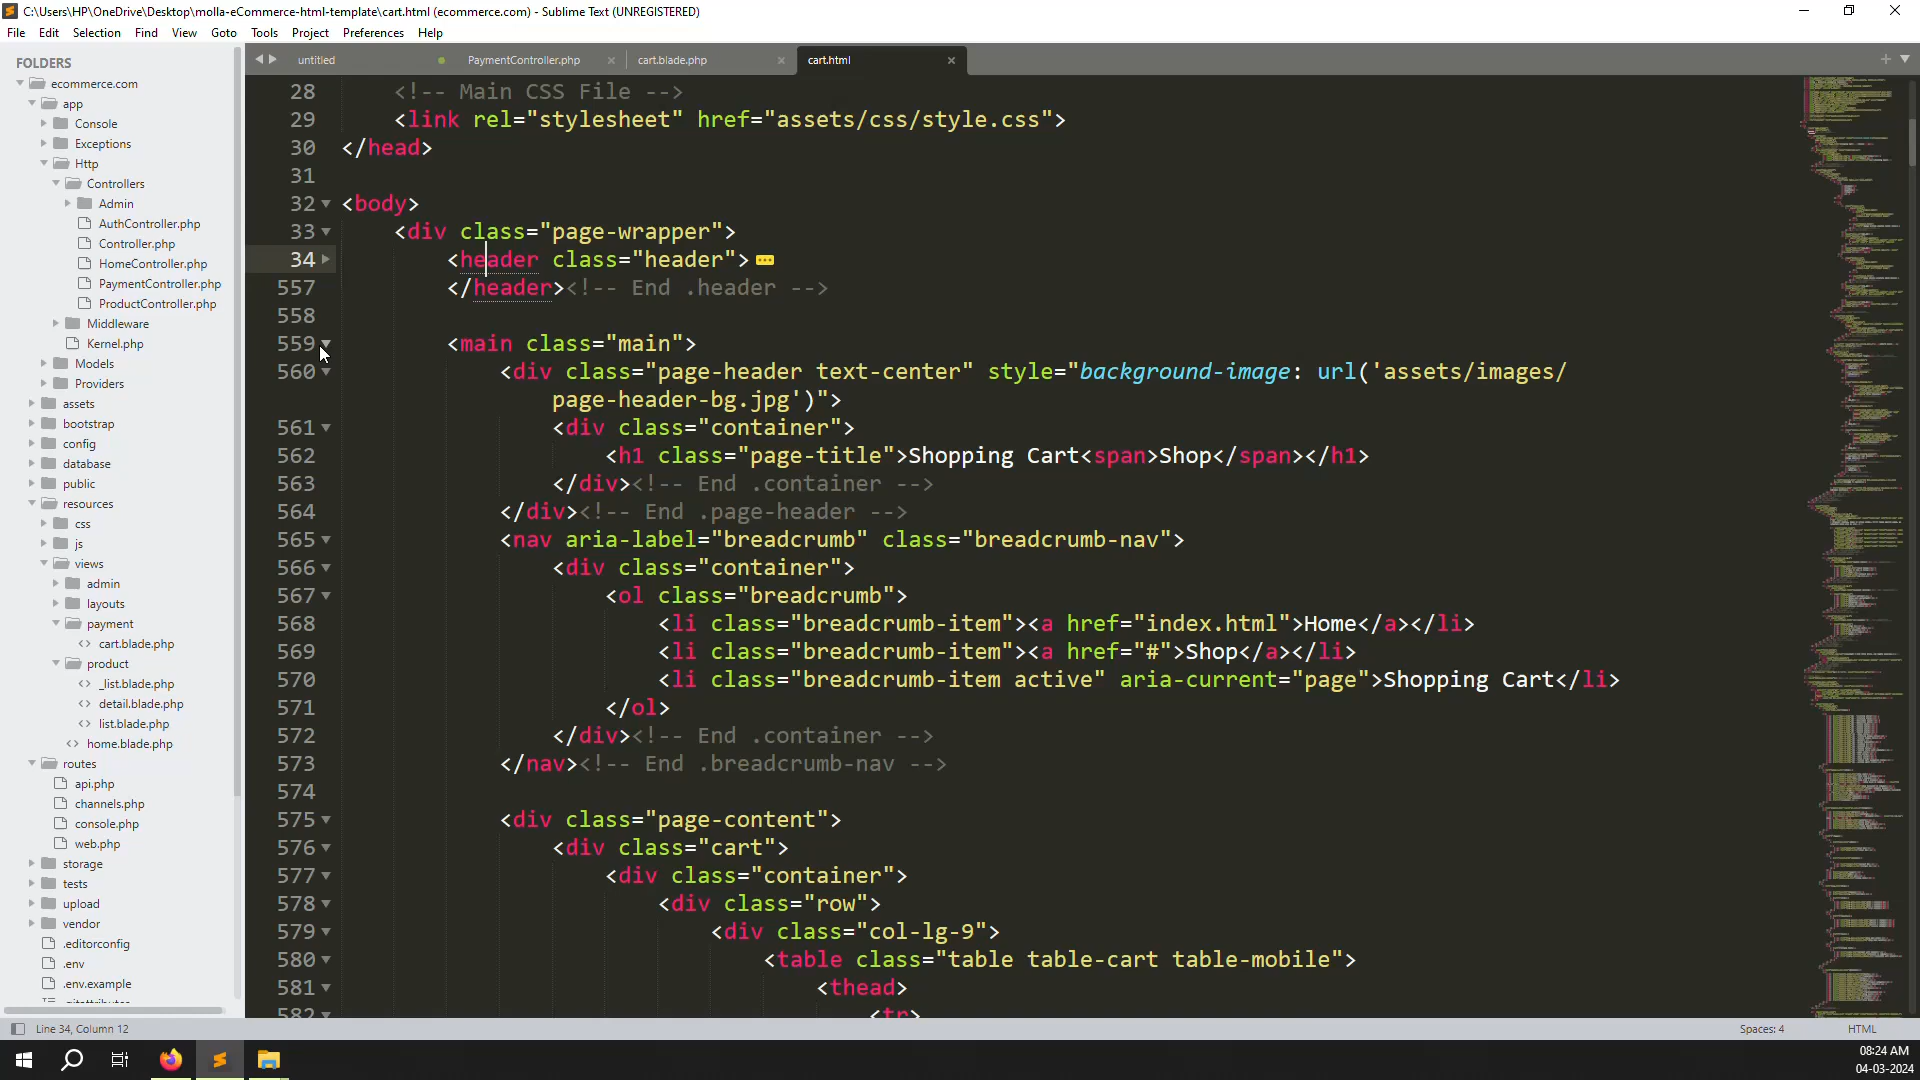 C:\Users\HP\OneDrive\Desktop\molla-eCommerce-html-template\cart.html (ecommerce.com) - Sublime Text (UNREGISTERED)
File Edit Selection Find View Goto Tools Project Preferences Help
FOLDERS
ecommerce.com
app
Console
Exceptions
Http
Controllers
Admin
AuthController.php
Controller.php
HomeController.php
PaymentController.php
ProductController.php
Middleware
Kernel.php
Models
Providers
assets
bootstrap
config
database
public
resources
css
js
views
admin
layouts
payment
cart.blade.php
product
_list.blade.php
detail.blade.php
list.blade.php
home.blade.php
routes
api.php
channels.php
console.php
web.php
storage
tests
upload
vendor
.editorconfig
.env
.env.example
.gitattributes
untitled PaymentController.php cart.blade.php cart.html
28 <!-- Main CSS File -->
29 <link rel="stylesheet" href="assets/css/style.css">
30 </head>
31
32 <body>
33 <div class="page-wrapper">
34 <header class="header">
557 </header><!-- End .header -->
558
559 <main class="main">
560 <div class="page-header text-center" style="background-image: url('assets/images/
page-header-bg.jpg')">
561 <div class="container">
562 <h1 class="page-title">Shopping Cart<span>Shop</span></h1>
563 </div><!-- End .container -->
564 </div><!-- End .page-header -->
565 <nav aria-label="breadcrumb" class="breadcrumb-nav">
566 <div class="container">
567 <ol class="breadcrumb">
568 <li class="breadcrumb-item"><a href="index.html">Home</a></li>
569 <li class="breadcrumb-item"><a href="#">Shop</a></li>
570 <li class="breadcrumb-item active" aria-current="page">Shopping Cart</li>
571 </ol>
572 </div><!-- End .container -->
573 </nav><!-- End .breadcrumb-nav -->
574
575 <div class="page-content">
576 <div class="cart">
577 <div class="container">
578 <div class="row">
579 <div class="col-lg-9">
580 <table class="table table-cart table-mobile">
581 <thead>
582 <tr>
Line 34, Column 12
Spaces: 4 HTML
08:24 AM
04-03-2024